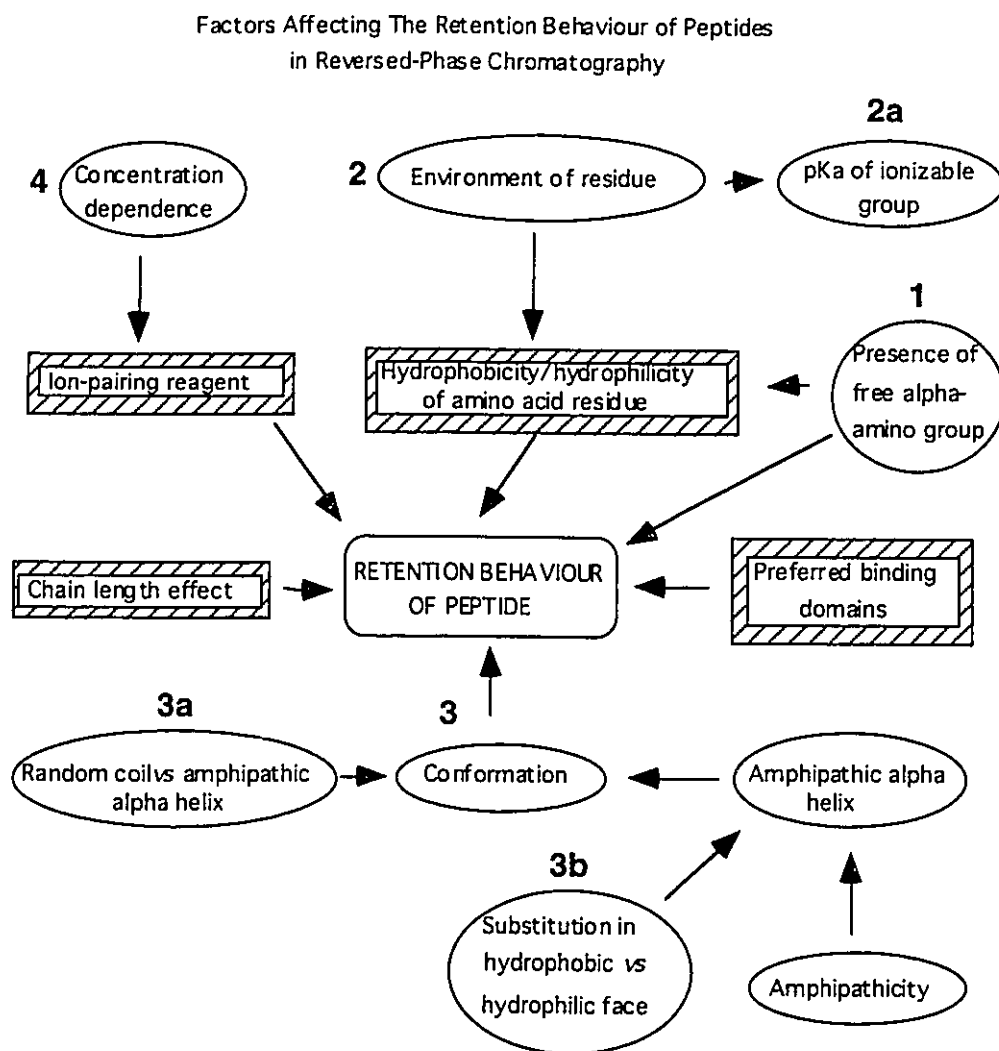 Factors Affecting The Retention Behaviour of Peptides
in Reversed-Phase Chromatography
4
Concentration
dependence
2
Environment of residue
2a
pKa of ionizable
group
1
Presence of
free alpha-
amino group
Ion-pairing reagent
Hydrophobicity/hydrophilicity
of amino acid residue
Chain length effect
RETENTION BEHAVIOUR
OF PEPTIDE
Preferred binding
domains
3a
Random coil vs amphipathic
alpha helix
3
Conformation
Amphipathic alpha
helix
3b
Substitution in
hydrophobic vs
hydrophilic face
Amphipathicity